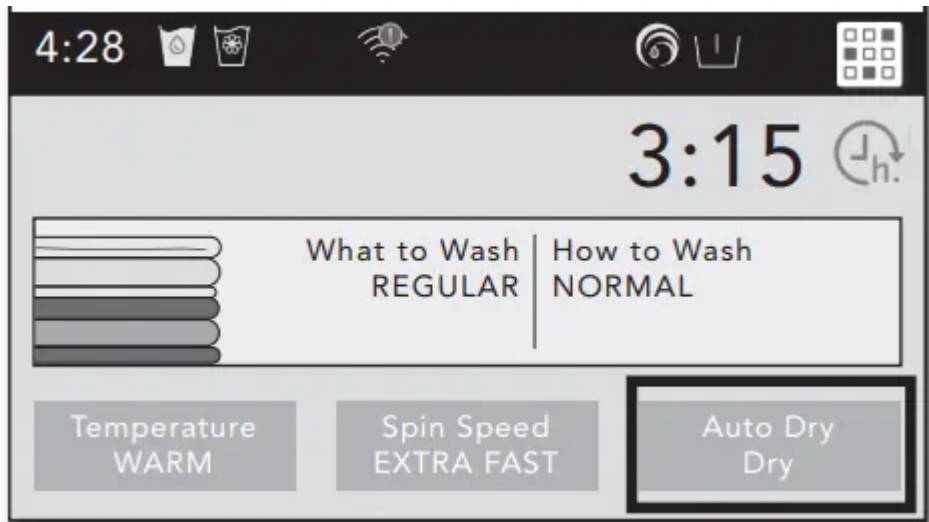 4:28
3:15
h.
What to Wash
REGULAR
How to Wash
NORMAL
Temperature
WARM
Spin Speed
EXTRA FAST
Auto Dry
Dry